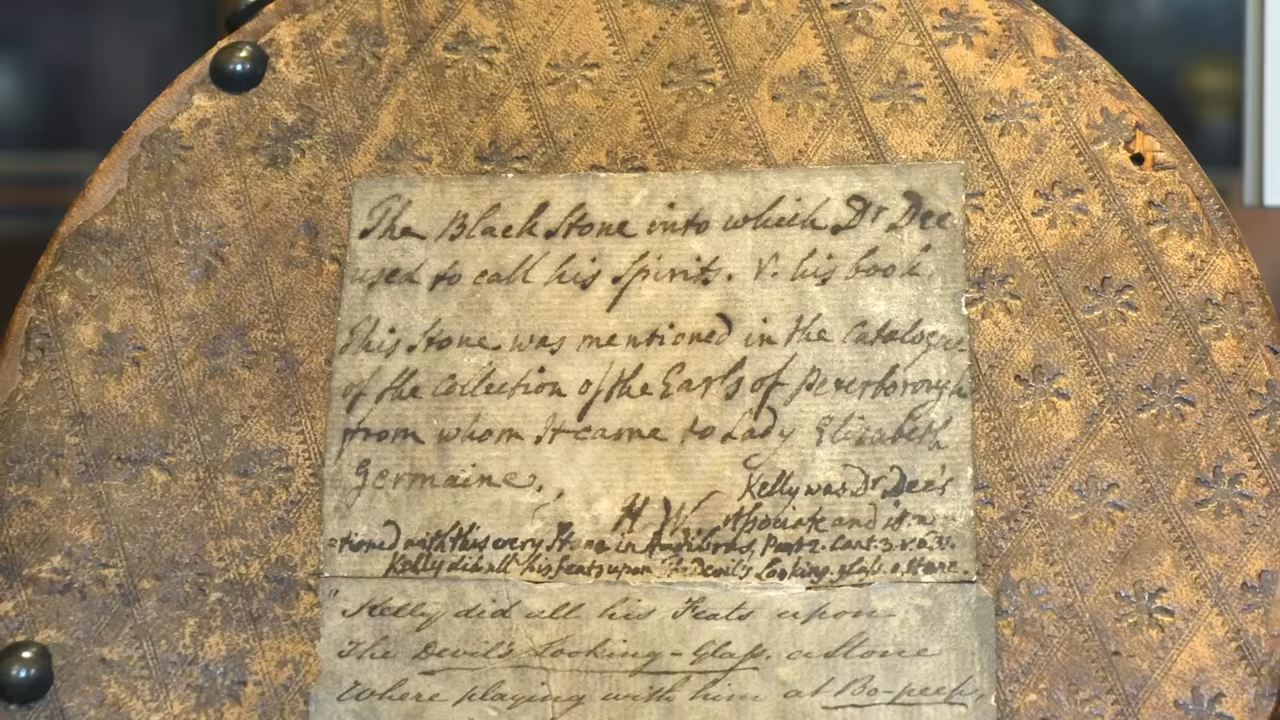 The Black Stone into which Dr Dee
used to call his Spirits. V. his book.
This Stone was mentioned in the Catalogue
of the Collection of the Earls of Peterborough
from whom It came to Lady Elizabeth
Germaine.
Kelly was Dr Dee's
H W. Associate and is
tioned with this very Stone in Hudibras, Part 2. Cant. 3. v.
Kelly did all his feats upon The Devil's Looking-glass, a Stone.
"Kelly did all his Feats upon
The Devil's Looking-Glass, a Stone
Where playing with him at Bo-peep,